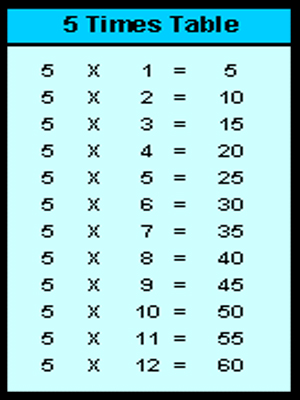 5 Times Table
5 X 1 = 5
5 X 2 = 10
5 X 3 = 15
5 X 4 = 20
5 X 5 = 25
5 X 6 = 30
5 X 7 = 35
5 X 8 = 40
5 X 9 = 45
5 X 10 = 50
5 X 11 = 55
5 X 12 = 60